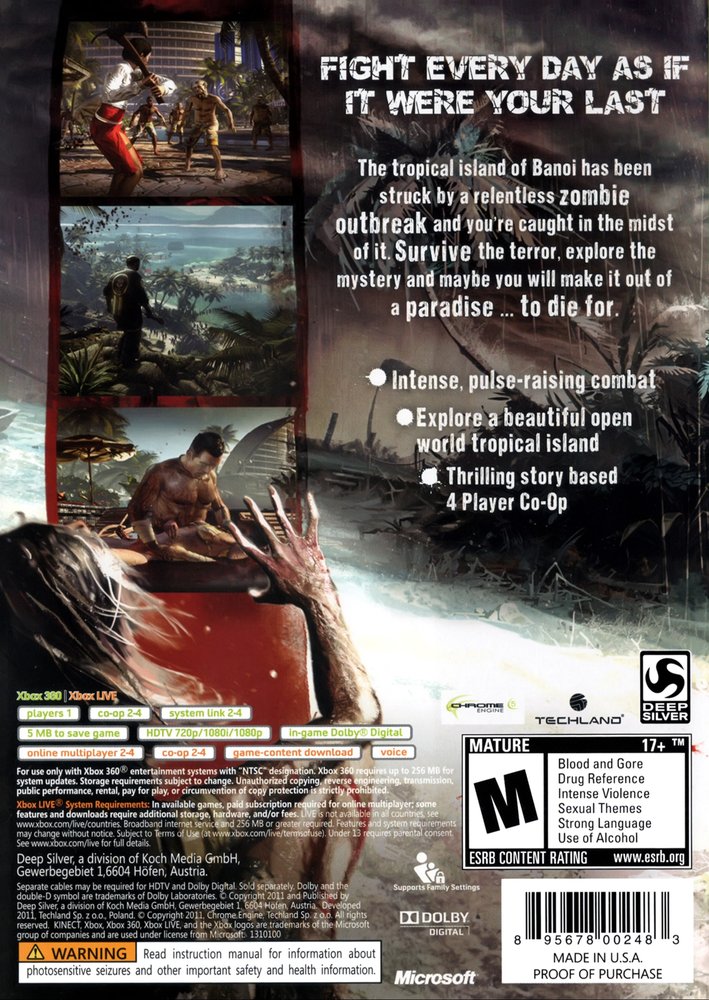 FIGHT EVERY DAY AS IF
IT WERE YOUR LAST
The tropical island of Banoi has been
struck by a relentless zombie
outbreak and you're caught in the midst
of it. Survive the terror, explore the
mystery and maybe you will make it out of
a paradise ... to die for.
Intense, pulse-raising combat
Explore a beautiful open
world tropical island
Thrilling story based
4 Player Co-Op
Xbox 360 | Xbox LIVE
players 1
co-op 2-4
system link 2-4
5 MB to save game
HDTV 720p/1080i/1080p
in-game Dolby® Digital
online multiplayer 2-4
co-op 2-4
game-content download
voice
For use only with Xbox 360® entertainment systems with "NTSC" designation. Xbox 360 requires up to 256 MB for
system updates. Storage requirements subject to change. Unauthorized copying, reverse engineering, transmission,
public performance, rental, pay for play, or circumvention of copy protection is strictly prohibited.
Xbox LIVE® System Requirements: In available games, paid subscription required for online multiplayer; some
features and downloads require additional storage, hardware, and/or fees. LIVE is not available in all countries, see
www.xbox.com/live/countries. Broadband internet service and 256 MB or greater required. Features and system requirements
may change without notice. Subject to Terms of Use (at www.xbox.com/live/termsofuse). Under 13 requires parental consent.
See www.xbox.com/live for full details.
Deep Silver, a division of Koch Media GmbH,
Gewerbegebiet 1,6604 Höfen, Austria.
Separate cables may be required for HDTV and Dolby Digital. Sold separately. Dolby and the
double-D symbol are trademarks of Dolby Laboratories. © Copyright 2011 and Published by
Deep Silver, a division of Koch Media GmbH, Gewerbegebiet 1, 6604 Höfen, Austria. Developed
2011, Techland Sp. z o.o., Poland. © Copyright 2011, Chrome Engine, Techland Sp. z o.o. All rights
reserved. KINECT, Xbox, Xbox 360, Xbox LIVE, and the Xbox logos are trademarks of the Microsoft
group of companies and are used under license from Microsoft. 1310100
WARNING Read instruction manual for information about
photosensitive seizures and other important safety and health information.
CHROME
ENGINE 5
TECHLAND®
DEEP
SILVER
MATURE 17+ ™
M
Blood and Gore
Drug Reference
Intense Violence
Sexual Themes
Strong Language
Use of Alcohol
ESRB CONTENT RATING www.esrb.org
Supports Family Settings
DOLBY
DIGITAL
Microsoft®
8 95678 00248 3
MADE IN U.S.A.
PROOF OF PURCHASE